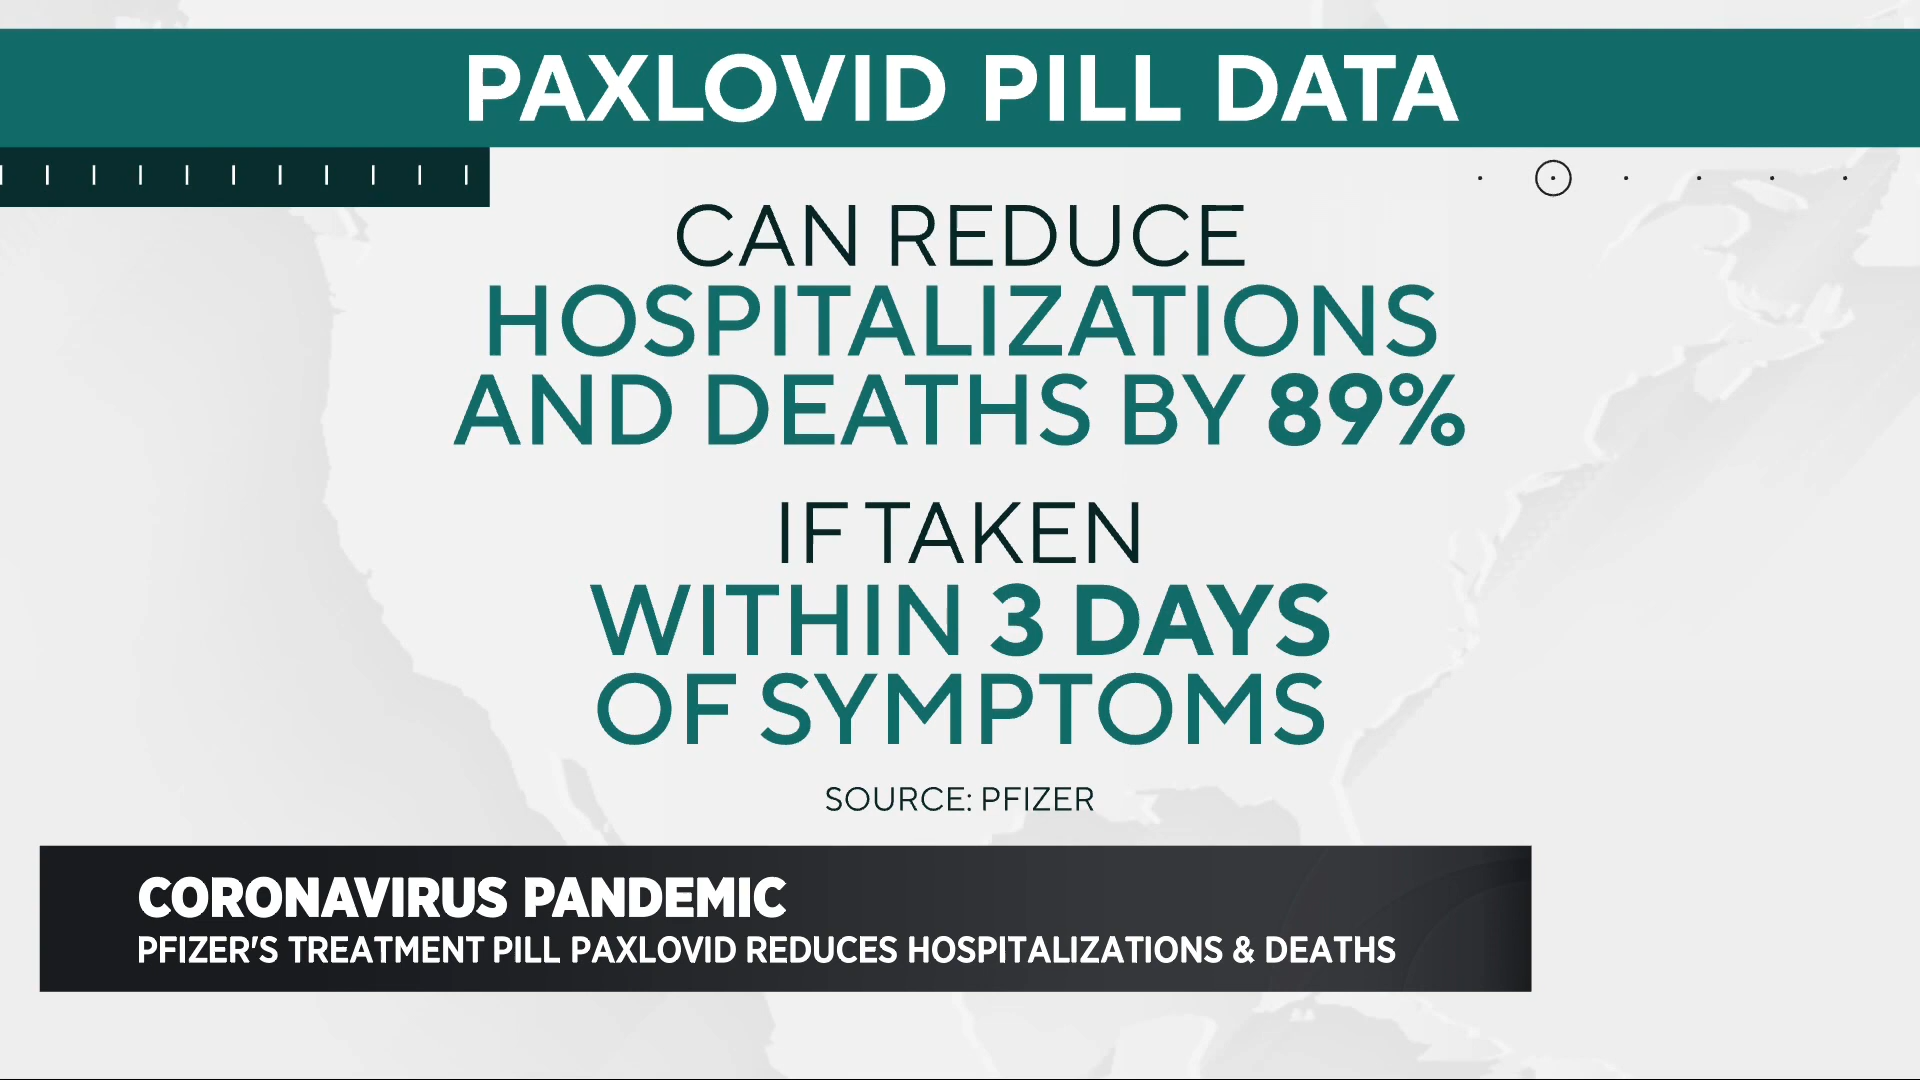 PAXLOVID PILL DATA
CAN REDUCE
HOSPITALIZATIONS
AND DEATHS BY 89%
IF TAKEN
WITHIN 3 DAYS
OF SYMPTOMS
SOURCE: PFIZER
CORONAVIRUS PANDEMIC
PFIZER'S TREATMENT PILL PAXLOVID REDUCES HOSPITALIZATIONS & DEATHS